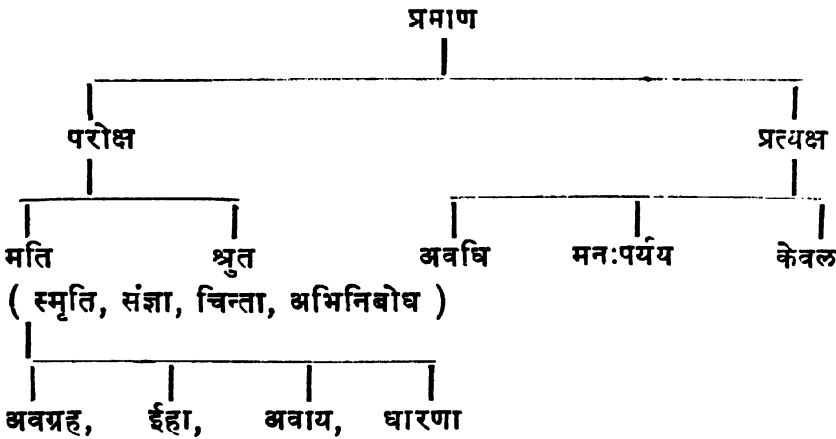 प्रमाण
परोक्ष प्रत्यक्ष
मति श्रुत अवधि मनःपर्यय केवल
( स्मृति, संज्ञा, चिन्ता, अभिनिबोध )
अवग्रह, ईहा, अवाय, धारणा